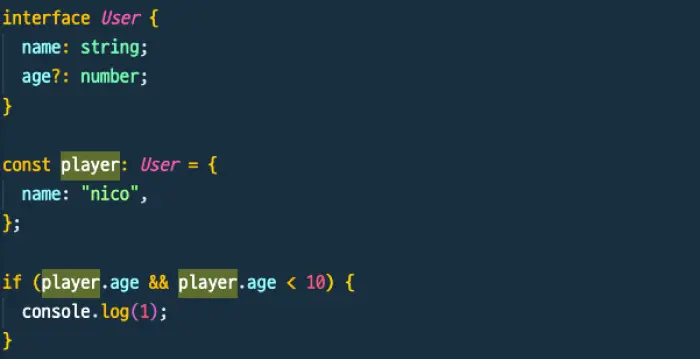 interface User {
name: string;
age?: number;
}
const player: User = {
name: "nico",
};
if (player.age && player.age < 10) {
console.log(1);
}